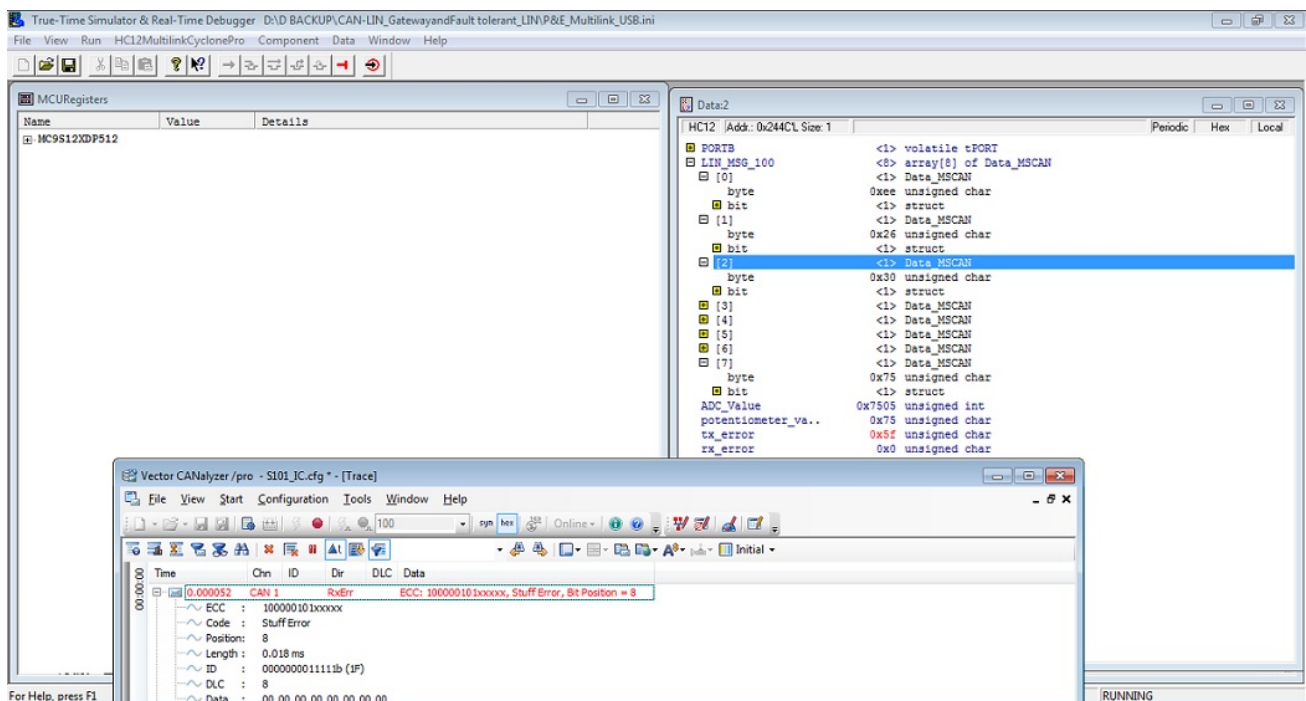 True-Time Simulator & Real-Time Debugger D:\D BACKUP\CAN-LIN_GatewayandFault tolerant_LIN\P&E_Multilink_USB.ini
File View Run HC12MultilinkCyclonePro Component Data Window Help
MCURegisters
Name Value Details
MC9S12XDP512
Data:2
HC12 Addr.: 0x244C'L Size: 1 Periodic Hex Local
PORTB <1> volatile tPORT
LIN_MSG_100 <8> array[8] of Data_MSCAN
[0] <1> Data_MSCAN
byte 0xee unsigned char
bit <1> struct
[1] <1> Data_MSCAN
byte 0x26 unsigned char
bit <1> struct
[2] <1> Data_MSCAN
byte 0x30 unsigned char
bit <1> struct
[3] <1> Data_MSCAN
[4] <1> Data_MSCAN
[5] <1> Data_MSCAN
[6] <1> Data_MSCAN
[7] <1> Data_MSCAN
byte 0x75 unsigned char
bit <1> struct
ADC_Value 0x7505 unsigned int
potentiometer_va.. 0x75 unsigned char
tx_error 0x5f unsigned char
rx_error 0x0 unsigned char
Vector CANalyzer /pro - S101_IC.cfg * - [Trace]
File View Start Configuration Tools Window Help
100 sym hex Online
Δt Initial
Time Chn ID Dir DLC Data
0.000052 CAN 1 RxErr ECC: 100000101xxxxx, Stuff Error, Bit Position = 8
ECC : 100000101xxxxx
Code : Stuff Error
Position: 8
Length : 0.018 ms
ID : 0000000011111b (1F)
DLC : 8
Data : 00 00 00 00 00 00 00 00
For Help, press F1 RUNNING